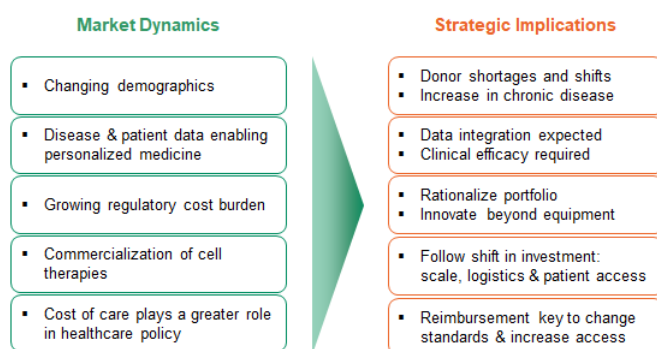 Market Dynamics
Strategic Implications
▪ Changing demographics
▪ Donor shortages and shifts
▪ Increase in chronic disease
▪ Disease & patient data enabling
personalized medicine
▪ Data integration expected
▪ Clinical efficacy required
▪ Growing regulatory cost burden
▪ Rationalize portfolio
▪ Innovate beyond equipment
▪ Commercialization of cell
therapies
▪ Follow shift in investment:
scale, logistics & patient access
▪ Cost of care plays a greater role
in healthcare policy
▪ Reimbursement key to change
standards & increase access